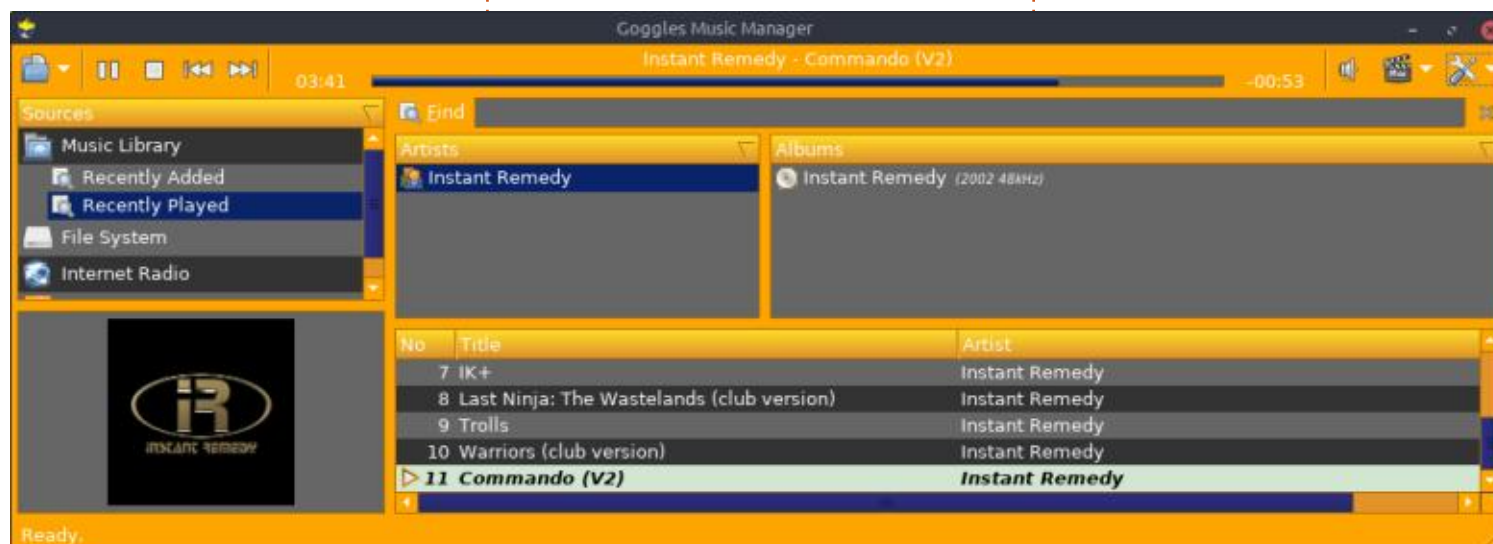 Goggles Music Manager
Instant Remedy - Commando (V2)
03:41
-00:53
Sources
Find
Music Library
Recently Added
Recently Played
File System
Internet Radio
Artists
Albums
Instant Remedy
Instant Remedy (2002 48kHz)
iR
INSTANT REMEDY
No Title Artist
7 IK+ Instant Remedy
8 Last Ninja: The Wastelands (club version) Instant Remedy
9 Trolls Instant Remedy
10 Warriors (club version) Instant Remedy
11 Commando (V2) Instant Remedy
Ready.